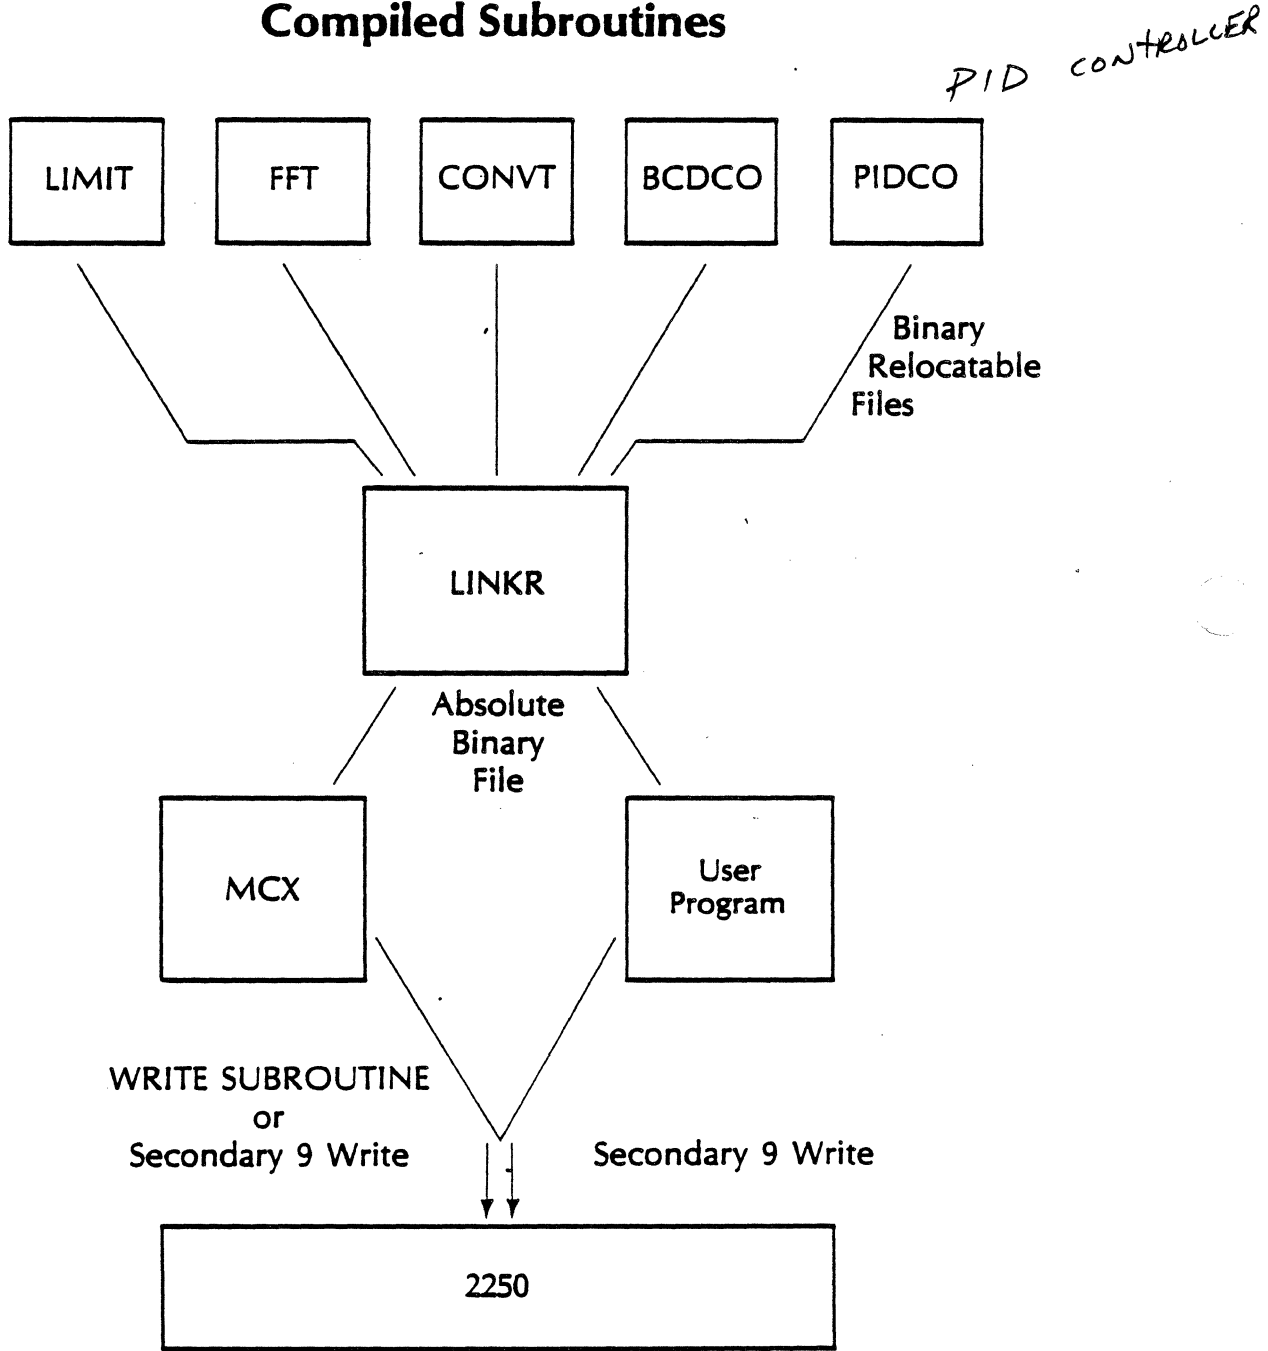 Compiled Subroutines
PID CONTROLLER
LIMIT
FFT
CONVT
BCDCO
PIDCO
Binary
Relocatable
Files
LINKR
Absolute
Binary
File
MCX
User
Program
WRITE SUBROUTINE
or
Secondary 9 Write
Secondary 9 Write
2250